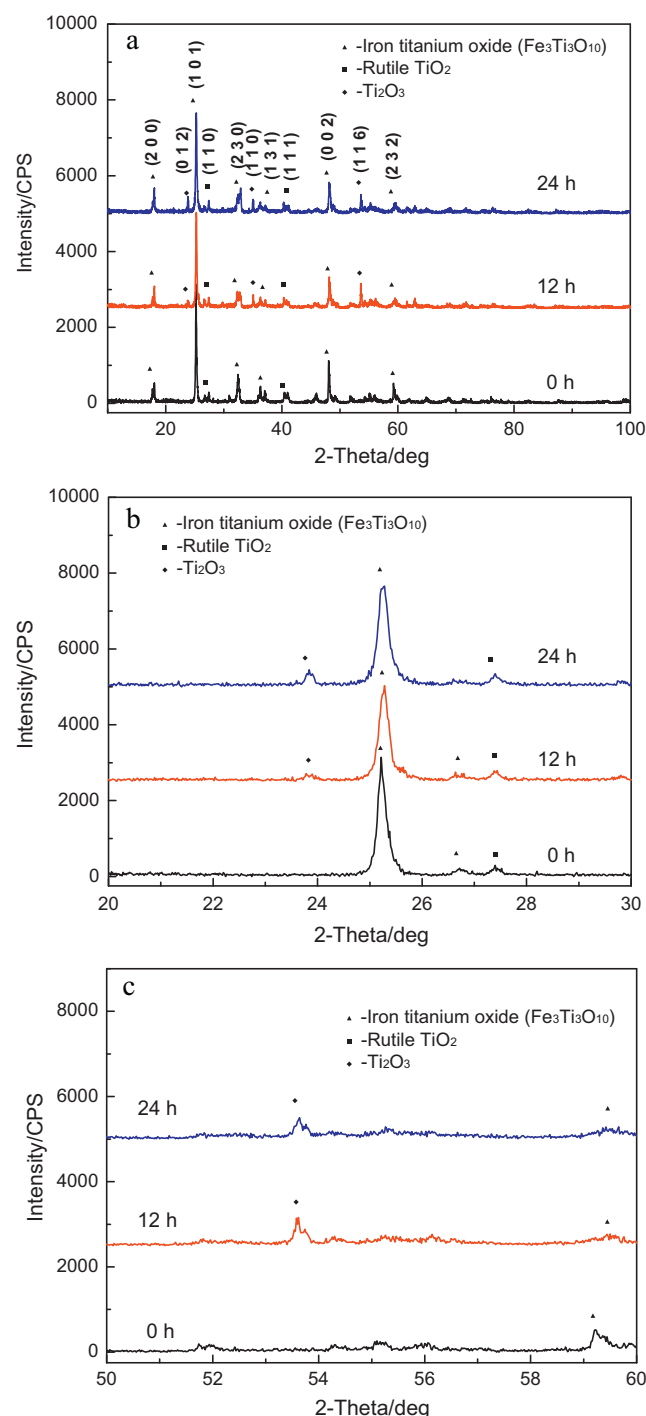 a
10000
8000
6000
4000
2000
0
Intensity/CPS
▲ -Iron titanium oxide (Fe₃Ti₃O₁₀)
■ -Rutile TiO₂
◆ -Ti₂O₃
(2 0 0)
(0 1 2)
(1 0 1)
(1 1 0)
(2 3 0)
(1 1 0)
(1 3 1)
(1 1 1)
(0 0 2)
(1 1 6)
(2 3 2)
24 h
12 h
0 h
20 40 60 80 100
2-Theta/deg
b
10000
8000
6000
4000
2000
0
Intensity/CPS
▲ -Iron titanium oxide (Fe₃Ti₃O₁₀)
■ -Rutile TiO₂
◆ -Ti₂O₃
24 h
12 h
0 h
20 22 24 26 28 30
2-Theta/deg
c
8000
6000
4000
2000
0
Intensity/CPS
▲ -Iron titanium oxide (Fe₃Ti₃O₁₀)
■ -Rutile TiO₂
◆ -Ti₂O₃
24 h
12 h
0 h
50 52 54 56 58 60
2-Theta/deg